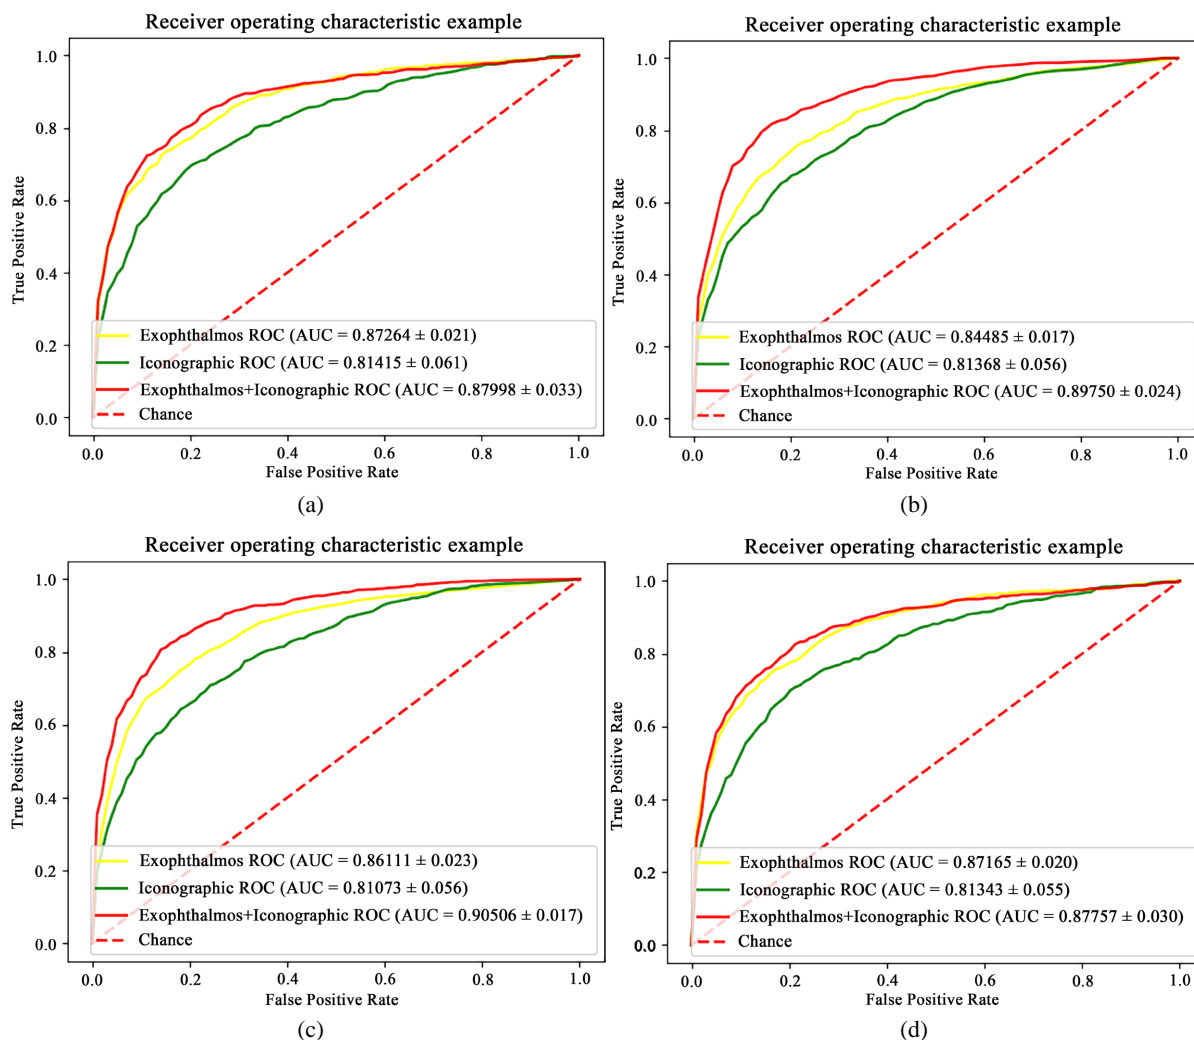 Receiver operating characteristic example
True Positive Rate
1.0
0.8
0.6
0.4
0.2
0.0
Exophthalmos ROC (AUC = 0.87264 ± 0.021)
Iconographic ROC (AUC = 0.81415 ± 0.061)
Exophthalmos+Iconographic ROC (AUC = 0.87998 ± 0.033)
Chance
0.0 0.2 0.4 0.6 0.8 1.0
False Positive Rate
(a)
Receiver operating characteristic example
True Positive Rate
1.0
0.8
0.6
0.4
0.2
0.0
Exophthalmos ROC (AUC = 0.84485 ± 0.017)
Iconographic ROC (AUC = 0.81368 ± 0.056)
Exophthalmos+Iconographic ROC (AUC = 0.89750 ± 0.024)
Chance
0.0 0.2 0.4 0.6 0.8 1.0
False Positive Rate
(b)
Receiver operating characteristic example
True Positive Rate
1.0
0.8
0.6
0.4
0.2
0.0
Exophthalmos ROC (AUC = 0.86111 ± 0.023)
Iconographic ROC (AUC = 0.81073 ± 0.056)
Exophthalmos+Iconographic ROC (AUC = 0.90506 ± 0.017)
Chance
0.0 0.2 0.4 0.6 0.8 1.0
False Positive Rate
(c)
Receiver operating characteristic example
True Positive Rate
1.0
0.8
0.6
0.4
0.2
0.0
Exophthalmos ROC (AUC = 0.87165 ± 0.020)
Iconographic ROC (AUC = 0.81343 ± 0.055)
Exophthalmos+Iconographic ROC (AUC = 0.87757 ± 0.030)
Chance
0.0 0.2 0.4 0.6 0.8 1.0
False Positive Rate
(d)